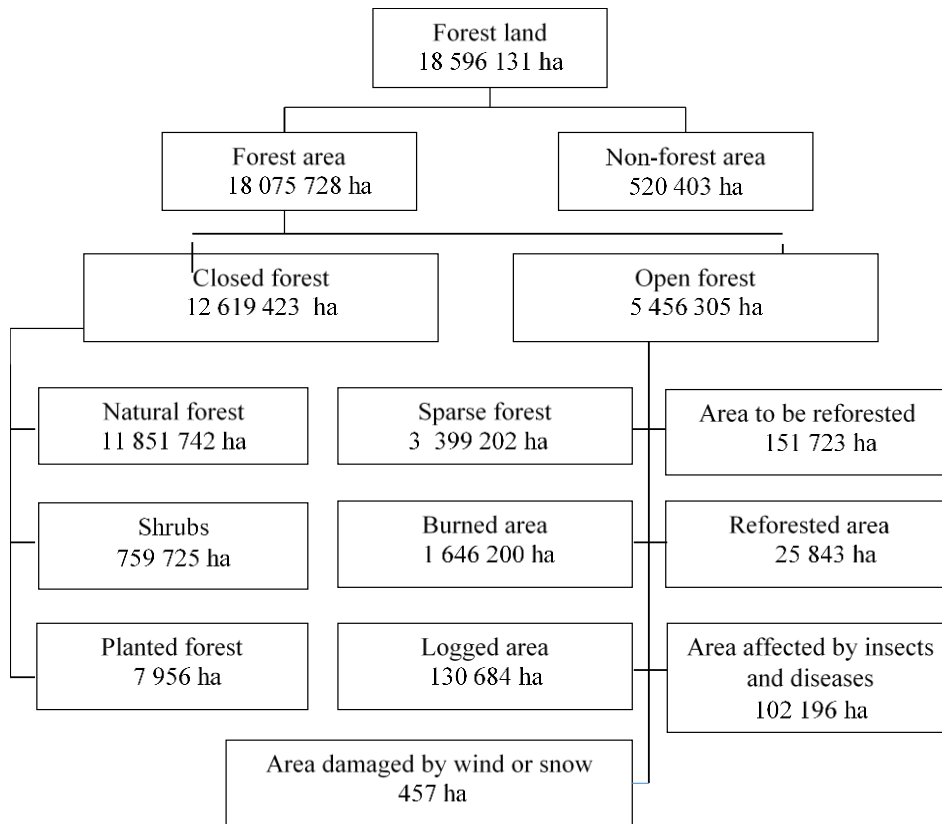 Forest land
18 596 131 ha
Forest area
18 075 728 ha
Non-forest area
520 403 ha
Closed forest
12 619 423 ha
Open forest
5 456 305 ha
Natural forest
11 851 742 ha
Sparse forest
3 399 202 ha
Area to be reforested
151 723 ha
Shrubs
759 725 ha
Burned area
1 646 200 ha
Reforested area
25 843 ha
Planted forest
7 956 ha
Logged area
130 684 ha
Area affected by insects
and diseases
102 196 ha
Area damaged by wind or snow
457 ha